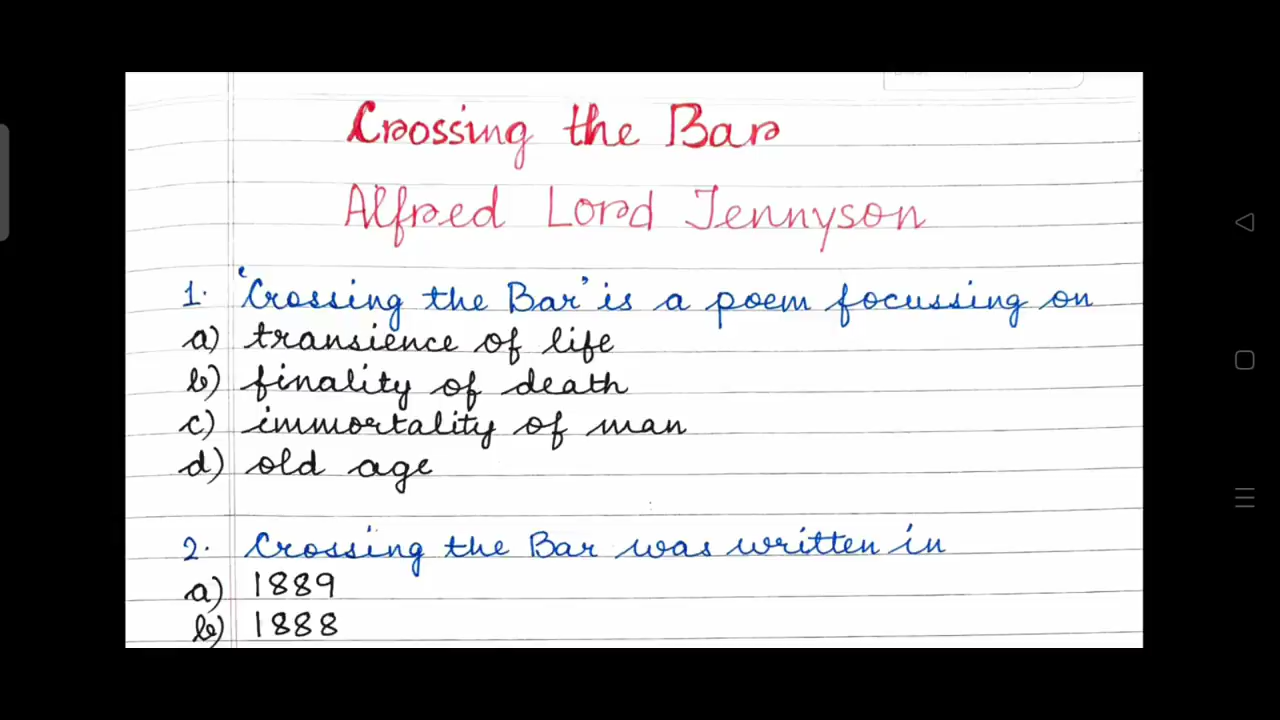 Crossing the Bar
Alfred Lord Tennyson
1. 'Crossing the Bar' is a poem focussing on
a) transience of life
b) finality of death
c) immortality of man
d) old age
2. Crossing the Bar was written in
a) 1889
b) 1888